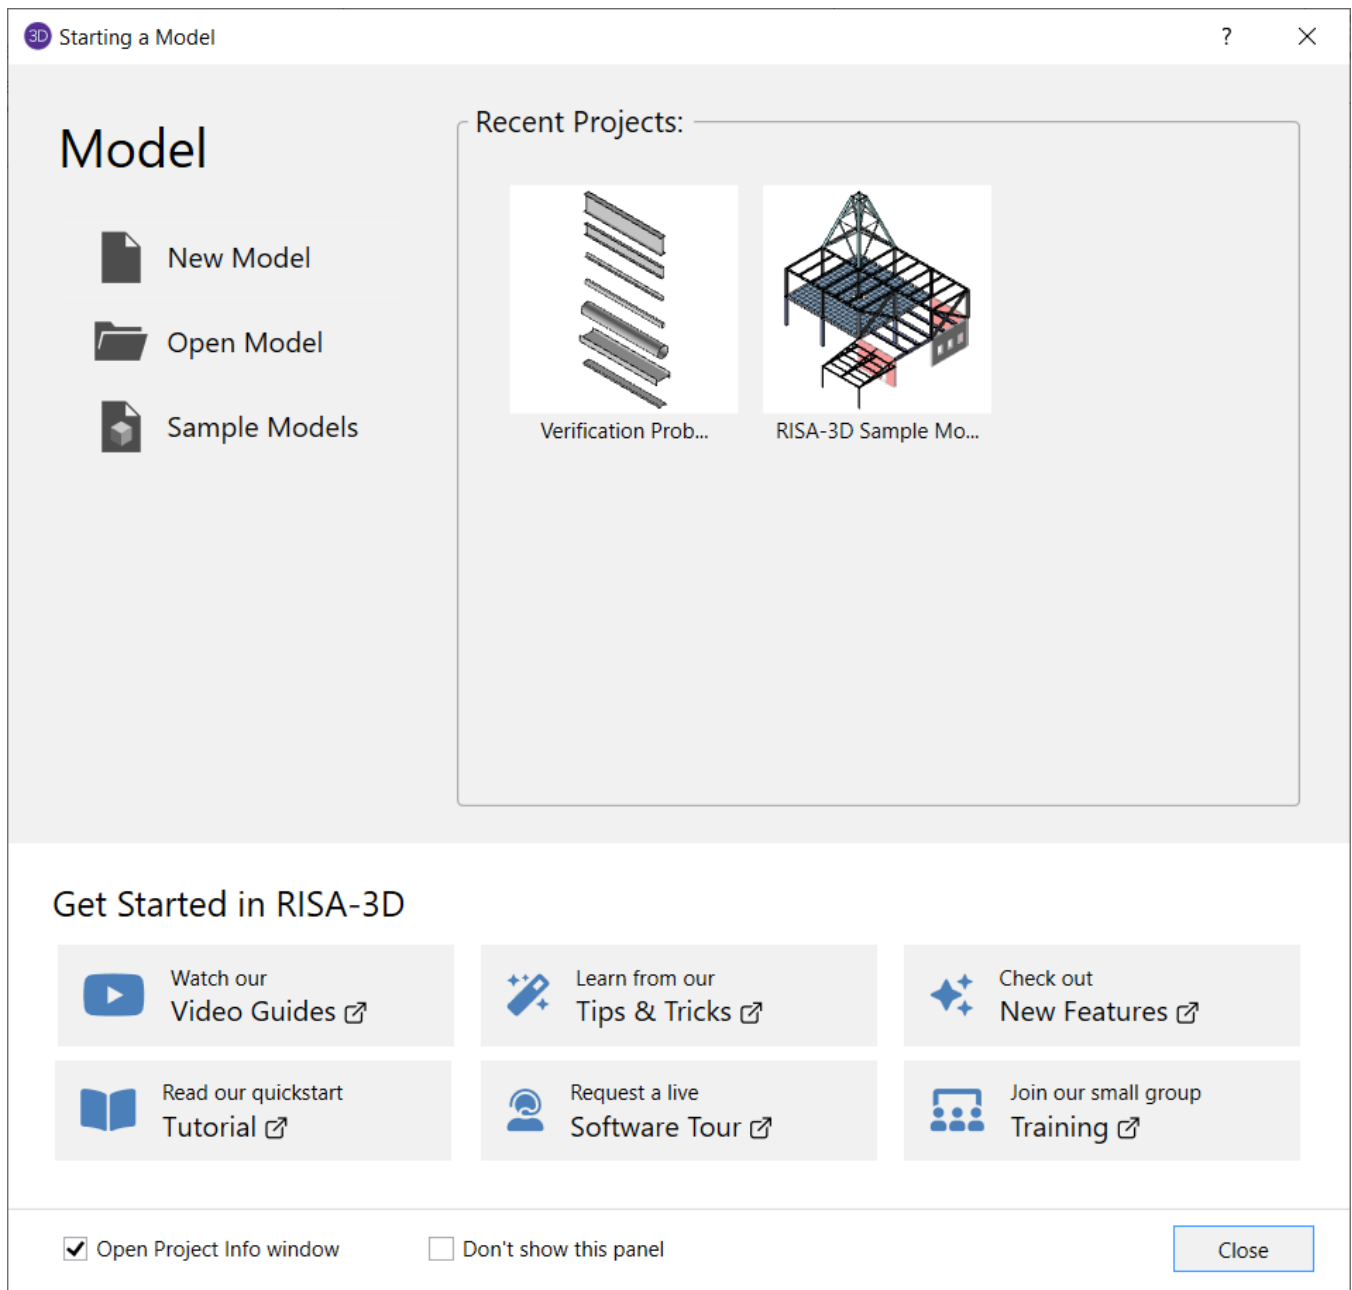 3D Starting a Model ?
Model
New Model
Open Model
Sample Models
Recent Projects:
Verification Prob...
RISA-3D Sample Mo...
Get Started in RISA-3D
Watch our
Video Guides
Learn from our
Tips & Tricks
Check out
New Features
Read our quickstart
Tutorial
Request a live
Software Tour
Join our small group
Training
Open Project Info window
Don't show this panel
Close